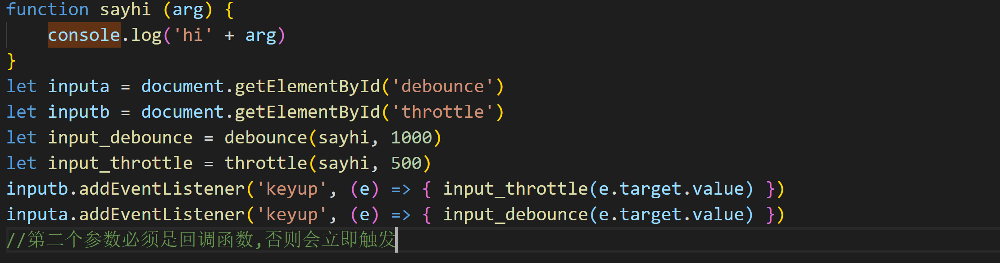 function sayhi (arg) {
    console.log('hi' + arg)
}
let inputa = document.getElementById('debounce')
let inputb = document.getElementById('throttle')
let input_debounce = debounce(sayhi, 1000)
let input_throttle = throttle(sayhi, 500)
inputb.addEventListener('keyup', (e) => { input_throttle(e.target.value) })
inputa.addEventListener('keyup', (e) => { input_debounce(e.target.value) })
//第二个参数必须是回调函数,否则会立即触发